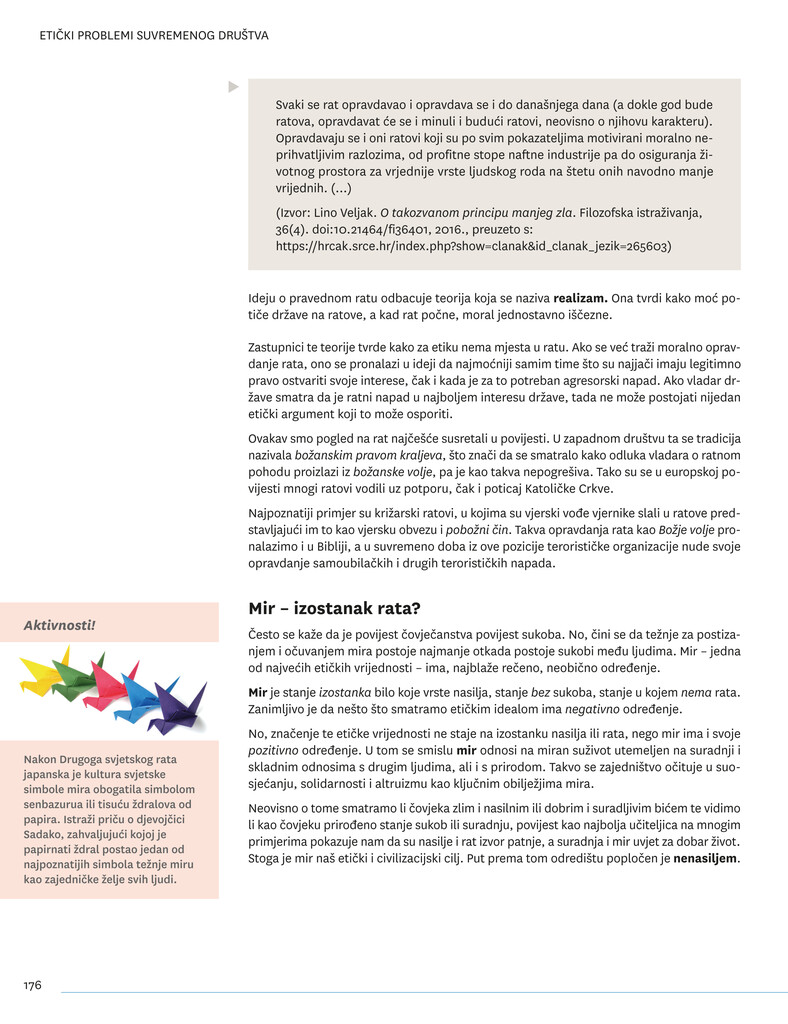 ETIČKI PROBLEMI SUVREMENOG DRUŠTVA
Svaki se rat opravdavao i opravdava se i do današnjega dana (a dokle god bude
ratova, opravdavat će se i minuli i budući ratovi, neovisno o njihovu karakteru).
Opravdavaju se i oni ratovi koji su po svim pokazateljima motivirani moralno ne-
prihvatljivim razlozima, od profitne stope naftne industrije pa do osiguranja ži-
votnog prostora za vrjednije vrste ljudskog roda na štetu onih navodno manje
vrijednih. (...)
(Izvor: Lino Veljak. O takozvanom principu manjeg zla. Filozofska istraživanja,
36(4). doi:10.21464/fi36401, 2016., preuzeto s:
https://hrcak.srce.hr/index.php?show=clanak&id_clanak_jezik=265603)
Ideju o pravednom ratu odbacuje teorija koja se naziva realizam. Ona tvrdi kako moć po-
tiče države na ratove, a kad rat počne, moral jednostavno iščezne.
Zastupnici te teorije tvrde kako za etiku nema mjesta u ratu. Ako se već traži moralno oprav-
danje rata, ono se pronalazi u ideji da najmoćniji samim time što su najjači imaju legitimno
pravo ostvariti svoje interese, čak i kada je za to potreban agresorski napad. Ako vladar dr-
žave smatra da je ratni napad u najboljem interesu države, tada ne može postojati nijedan
etički argument koji to može osporiti.
Ovakav smo pogled na rat najčešće susretali u povijesti. U zapadnom društvu ta se tradicija
nazivala božanskim pravom kraljeva, što znači da se smatralo kako odluka vladara o ratnom
pohodu proizlazi iz božanske volje, pa je kao takva nepogrešiva. Tako su se u europskoj po-
vijesti mnogi ratovi vodili uz potporu, čak i poticaj Katoličke Crkve.
Najpoznatiji primjer su križarski ratovi, u kojima su vjerski vođe vjernike slali u ratove pred-
stavljajući im to kao vjersku obvezu i pobožni čin. Takva opravdanja rata kao Božje volje pro-
nalazimo i u Bibliji, a u suvremeno doba iz ove pozicije terorističke organizacije nude svoje
opravdanje samoubilačkih i drugih terorističkih napada.
Mir – izostanak rata?
Često se kaže da je povijest čovječanstva povijest sukoba. No, čini se da težnje za postiza-
njem i očuvanjem mira postoje najmanje otkada postoje sukobi među ljudima. Mir – jedna
od najvećih etičkih vrijednosti – ima, najblaže rečeno, neobično određenje.
Mir je stanje izostanka bilo koje vrste nasilja, stanje bez sukoba, stanje u kojem nema rata.
Zanimljivo je da nešto što smatramo etičkim idealom ima negativno određenje.
No, značenje te etičke vrijednosti ne staje na izostanku nasilja ili rata, nego mir ima i svoje
pozitivno određenje. U tom se smislu mir odnosi na miran suživot utemeljen na suradnji i
skladnim odnosima s drugim ljudima, ali i s prirodom. Takvo se zajedništvo očituje u suo-
sjećanju, solidarnosti i altruizmu kao ključnim obilježjima mira.
Neovisno o tome smatramo li čovjeka zlim i nasilnim ili dobrim i suradljivim bićem te vidimo
li kao čovjeku prirođeno stanje sukob ili suradnju, povijest kao najbolja učiteljica na mnogim
primjerima pokazuje nam da su nasilje i rat izvor patnje, a suradnja i mir uvjet za dobar život.
Stoga je mir naš etički i civilizacijski cilj. Put prema tom odredištu popločen je nenasiljem.
Aktivnosti!
Nakon Drugoga svjetskog rata
japanska je kultura svjetske
simbole mira obogatila simbolom
senbazurua ili tisuću ždralova od
papira. Istraži priču o djevojčici
Sadako, zahvaljujući kojoj je
papirnati ždral postao jedan od
najpoznatijih simbola težnje miru
kao zajedničke želje svih ljudi.
176